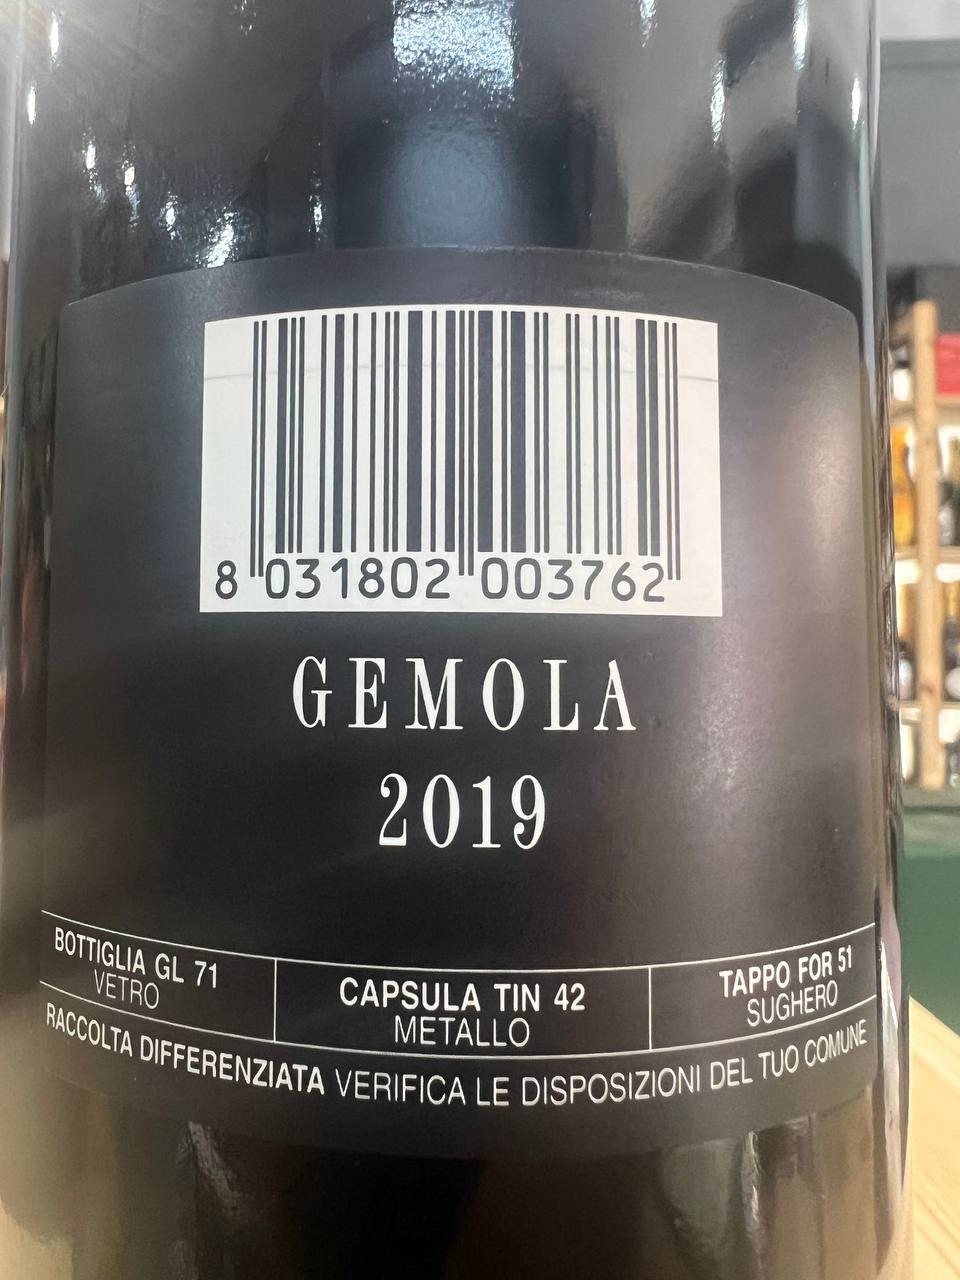 8 031802 003762
GEMOLA
2019
BOTTIGLIA GL 71
VETRO
CAPSULA TIN 42
METALLO
TAPPO FOR 51
SUGHERO
RACCOLTA DIFFERENZIATA VERIFICA LE DISPOSIZIONI DEL TUO COMUNE